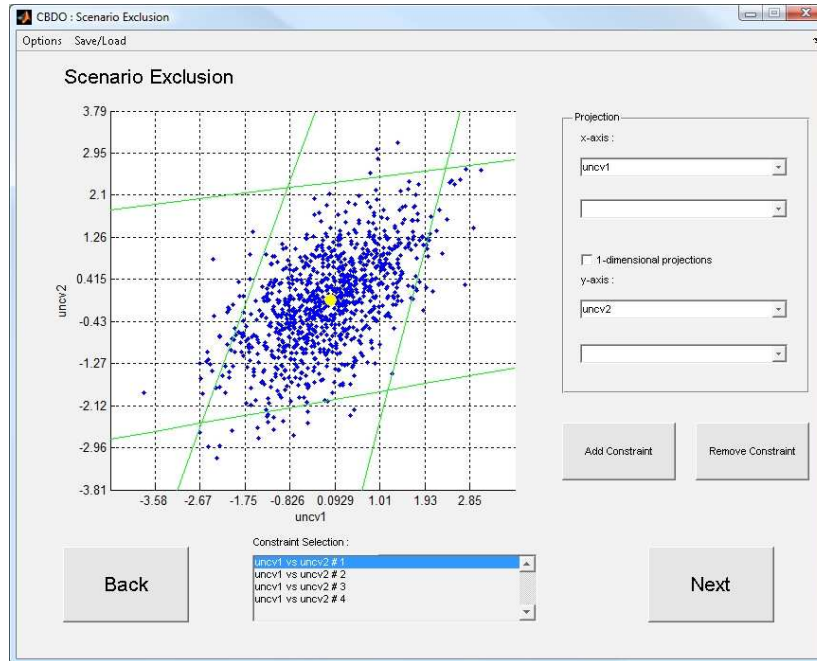 CBDO : Scenario Exclusion
Options Save/Load
Scenario Exclusion
3.79
2.95
2.1
1.26
0.415
-0.43
-1.27
-2.12
-2.96
-3.81
uncv2
-3.58 -2.67 -1.75 -0.826 0.0929 1.01 1.93 2.85
uncv1
Projection
x-axis :
uncv1
1-dimensional projections
y-axis :
uncv2
Add Constraint Remove Constraint
Constraint Selection :
uncv1 vs uncv2 # 1
uncv1 vs uncv2 # 2
uncv1 vs uncv2 # 3
uncv1 vs uncv2 # 4
Back
Next